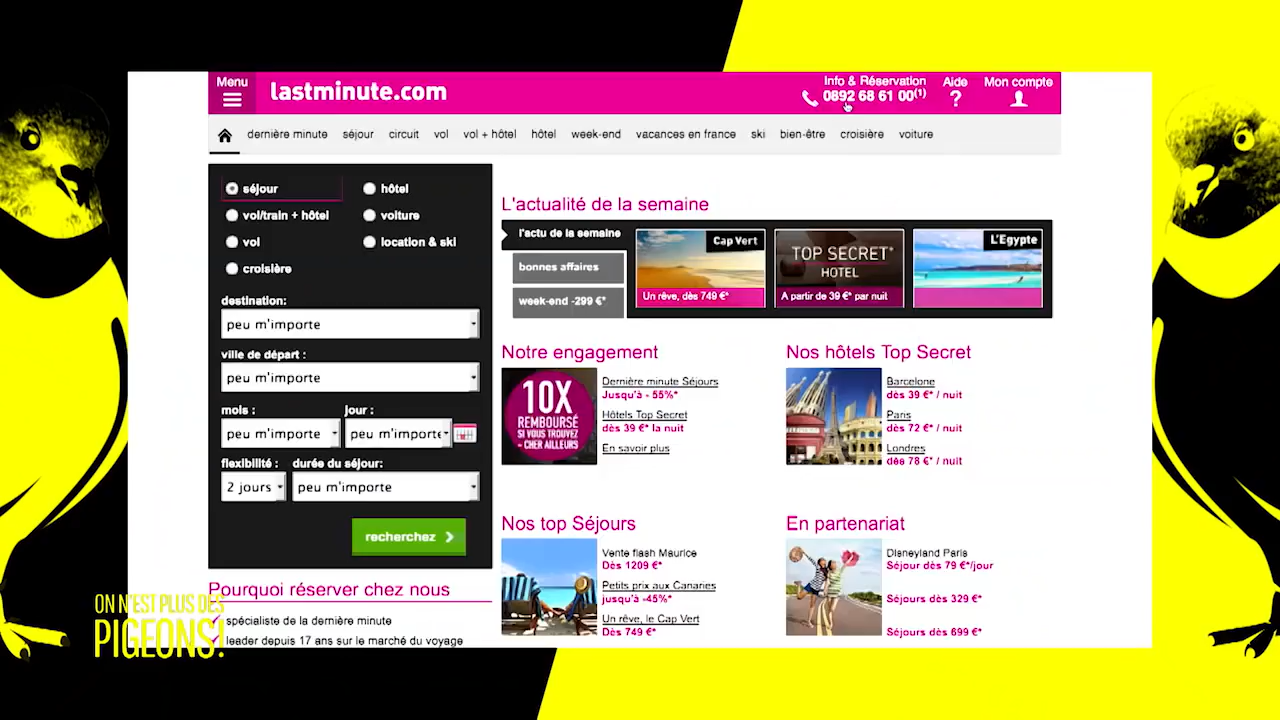 Menu
lastminute.com
Info & Réservation
0892 68 61 00(1)
Aide
?
Mon compte
dernière minute séjour circuit vol vol + hôtel hôtel week-end vacances en france ski bien-être croisière voiture
séjour
hôtel
vol/train + hôtel
voiture
vol
location & ski
croisière
destination:
peu m'importe
ville de départ :
peu m'importe
mois : jour :
peu m'importe peu m'importe
flexibilité : durée du séjour:
2 jours peu m'importe
recherchez
Pourquoi réserver chez nous
spécialiste de la dernière minute
leader depuis 17 ans sur le marché du voyage
L'actualité de la semaine
l'actu de la semaine
bonnes affaires
week-end -299 €*
Cap Vert
Un rêve, dès 749 €*
TOP SECRET*
HOTEL
A partir de 39 €* par nuit
L'Egypte
Notre engagement
10X
REMBOURSÉ
SI VOUS TROUVEZ
- CHER AILLEURS
Dernière minute Séjours
Jusqu'à - 55%*
Hôtels Top Secret
dès 39 €* la nuit
En savoir plus
Nos hôtels Top Secret
Barcelone
dès 39 €* / nuit
Paris
dès 72 €* / nuit
Londres
dès 78 €* / nuit
Nos top Séjours
Vente flash Maurice
Dès 1209 €*
Petits prix aux Canaries
jusqu'à -45%*
Un rêve, le Cap Vert
Dès 749 €*
En partenariat
Disneyland Paris
Séjour dès 79 €*/jour
Séjours dès 329 €*
Séjours dès 699 €*
ON N'EST PLUS DES
PIGEONS!